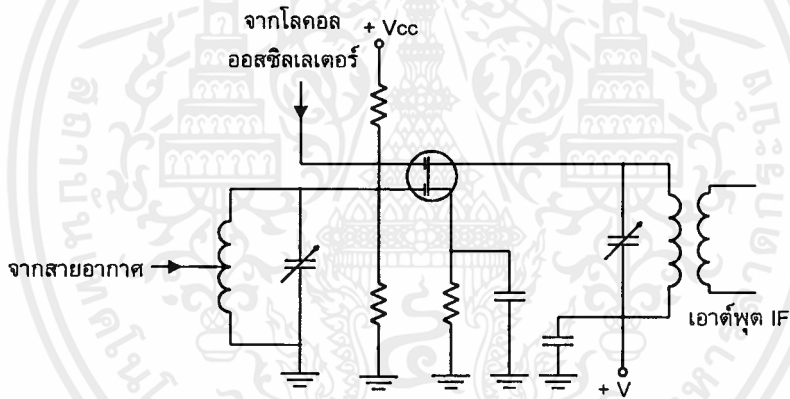 จากโลคอล
ออสซิลเลเตอร์
+ Vcc
จากสายอากาศ
เอาต์พุต IF
+ V